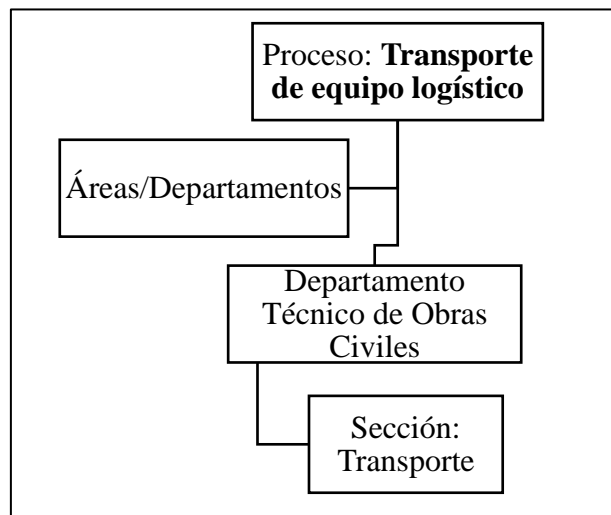 Proceso: Transporte
de equipo logístico
Áreas/Departamentos
Departamento
Técnico de Obras
Civiles
Sección:
Transporte